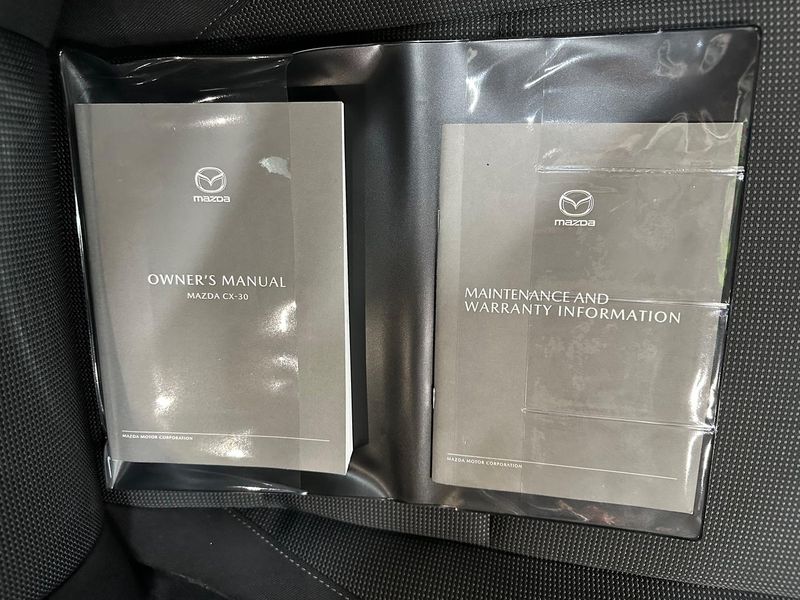 mazda
OWNER'S MANUAL
MAZDA CX-30
MAZDA MOTOR CORPORATION
mazda
MAINTENANCE AND
WARRANTY INFORMATION
MAZDA MOTOR CORPORATION